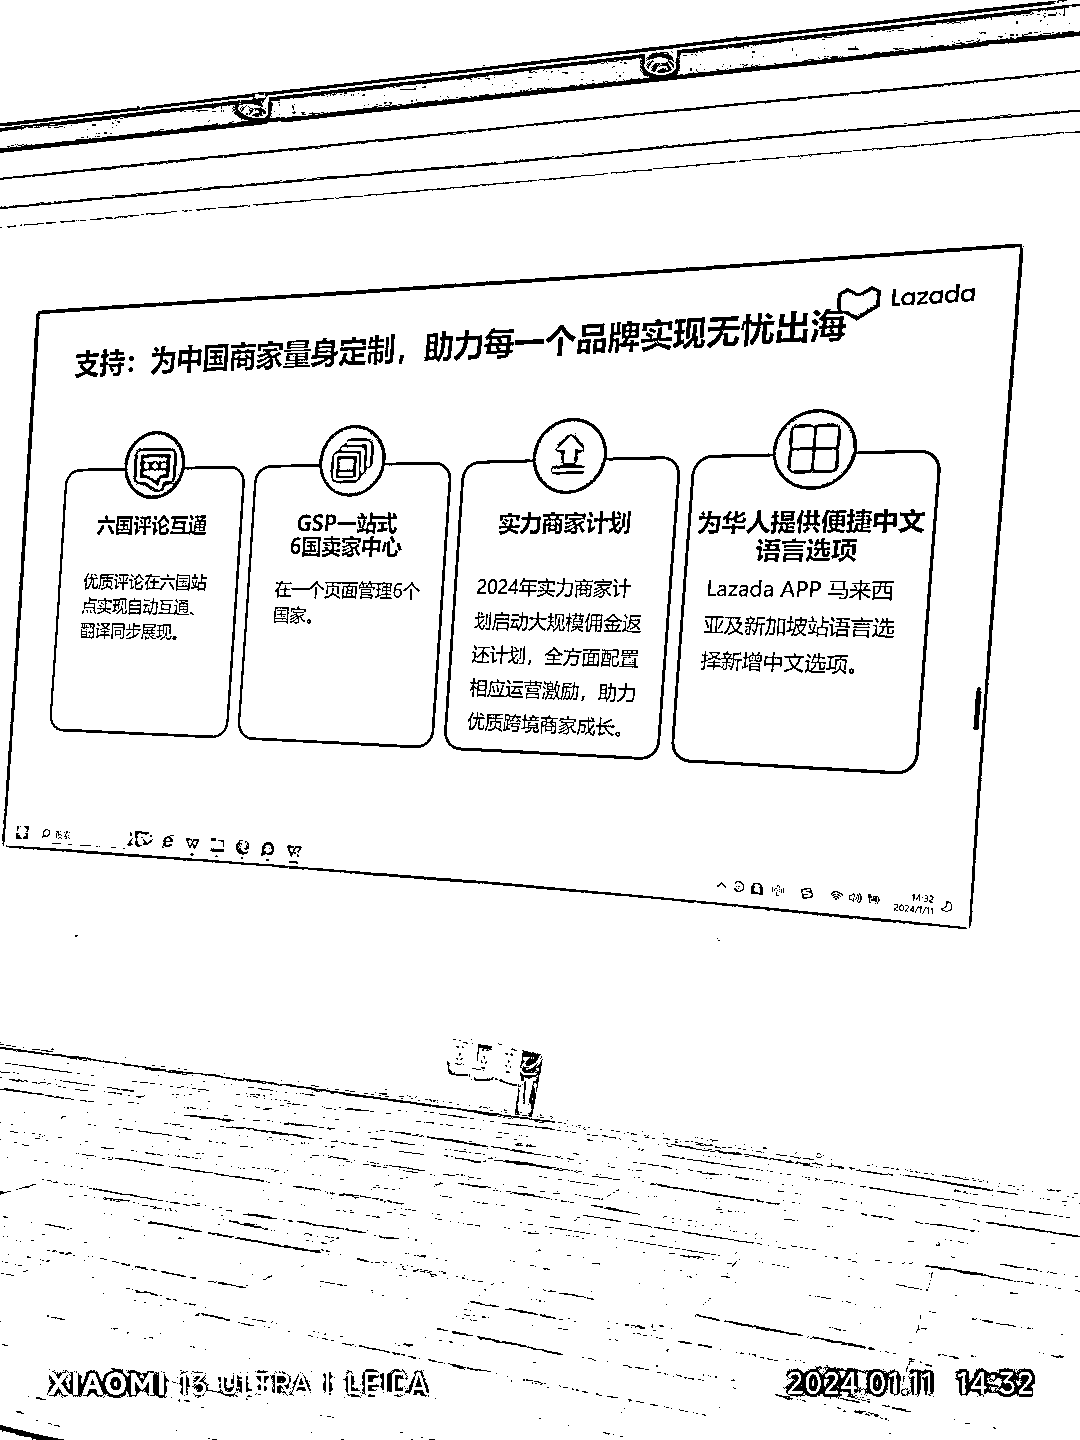 Lazada
支持：为中国商家量身定制，助力每一个品牌实现无忧出海
六国评论互通
优质评论在六国站
点实现自动互通、
翻译同步展现。
GSP一站式
6国卖家中心
在一个页面管理6个
国家。
实力商家计划
2024年实力商家计
划启动大规模佣金返
还计划，全方面配置
相应运营激励，助力
优质跨境商家成长。
为华人提供便捷中文
语言选项
Lazada APP 马来西
亚及新加坡站语言选
择新增中文选项。
搜索
14:32
2024/1/11
XIAOMI 13 ULTRA | LEICA
2024.01.11 14:32